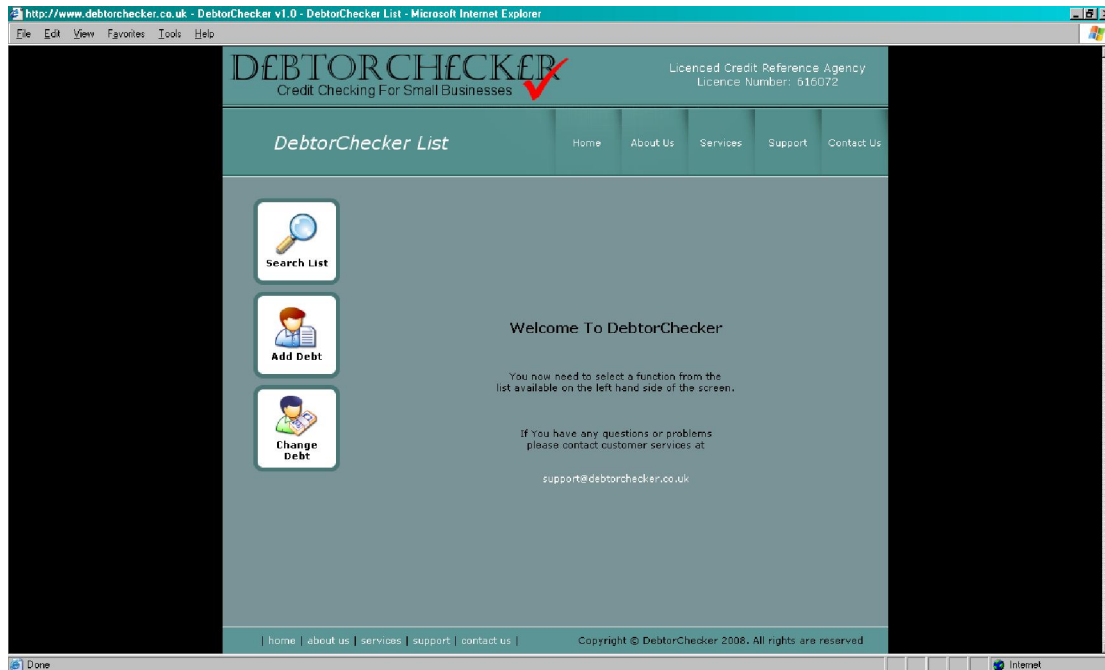 http://www.debtorchecker.co.uk - DebtorChecker v1.0 - DebtorChecker List - Microsoft Internet Explorer
File Edit View Favorites Tools Help
D£BTORCH£CK£R
Credit Checking For Small Businesses
Licenced Credit Reference Agency
Licence Number: 616072
DebtorChecker List
Home About Us Services Support Contact Us
Search List
Add Debt
Change
Debt
Welcome To DebtorChecker
You now need to select a function from the
list available on the left hand side of the screen.
If You have any questions or problems
please contact customer services at
support@debtorchecker.co.uk
| home | about us | services | support | contact us |
Copyright © DebtorChecker 2008. All rights are reserved
Done
Internet